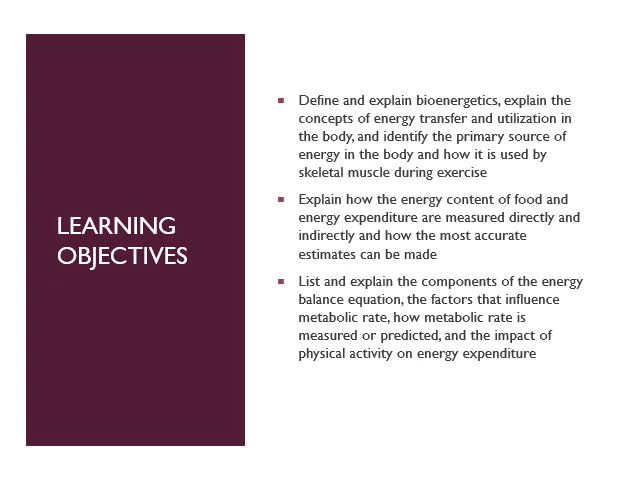 LEARNING
OBJECTIVES
▪ Define and explain bioenergetics, explain the
concepts of energy transfer and utilization in
the body, and identify the primary source of
energy in the body and how it is used by
skeletal muscle during exercise
▪ Explain how the energy content of food and
energy expenditure are measured directly and
indirectly and how the most accurate
estimates can be made
▪ List and explain the components of the energy
balance equation, the factors that influence
metabolic rate, how metabolic rate is
measured or predicted, and the impact of
physical activity on energy expenditure